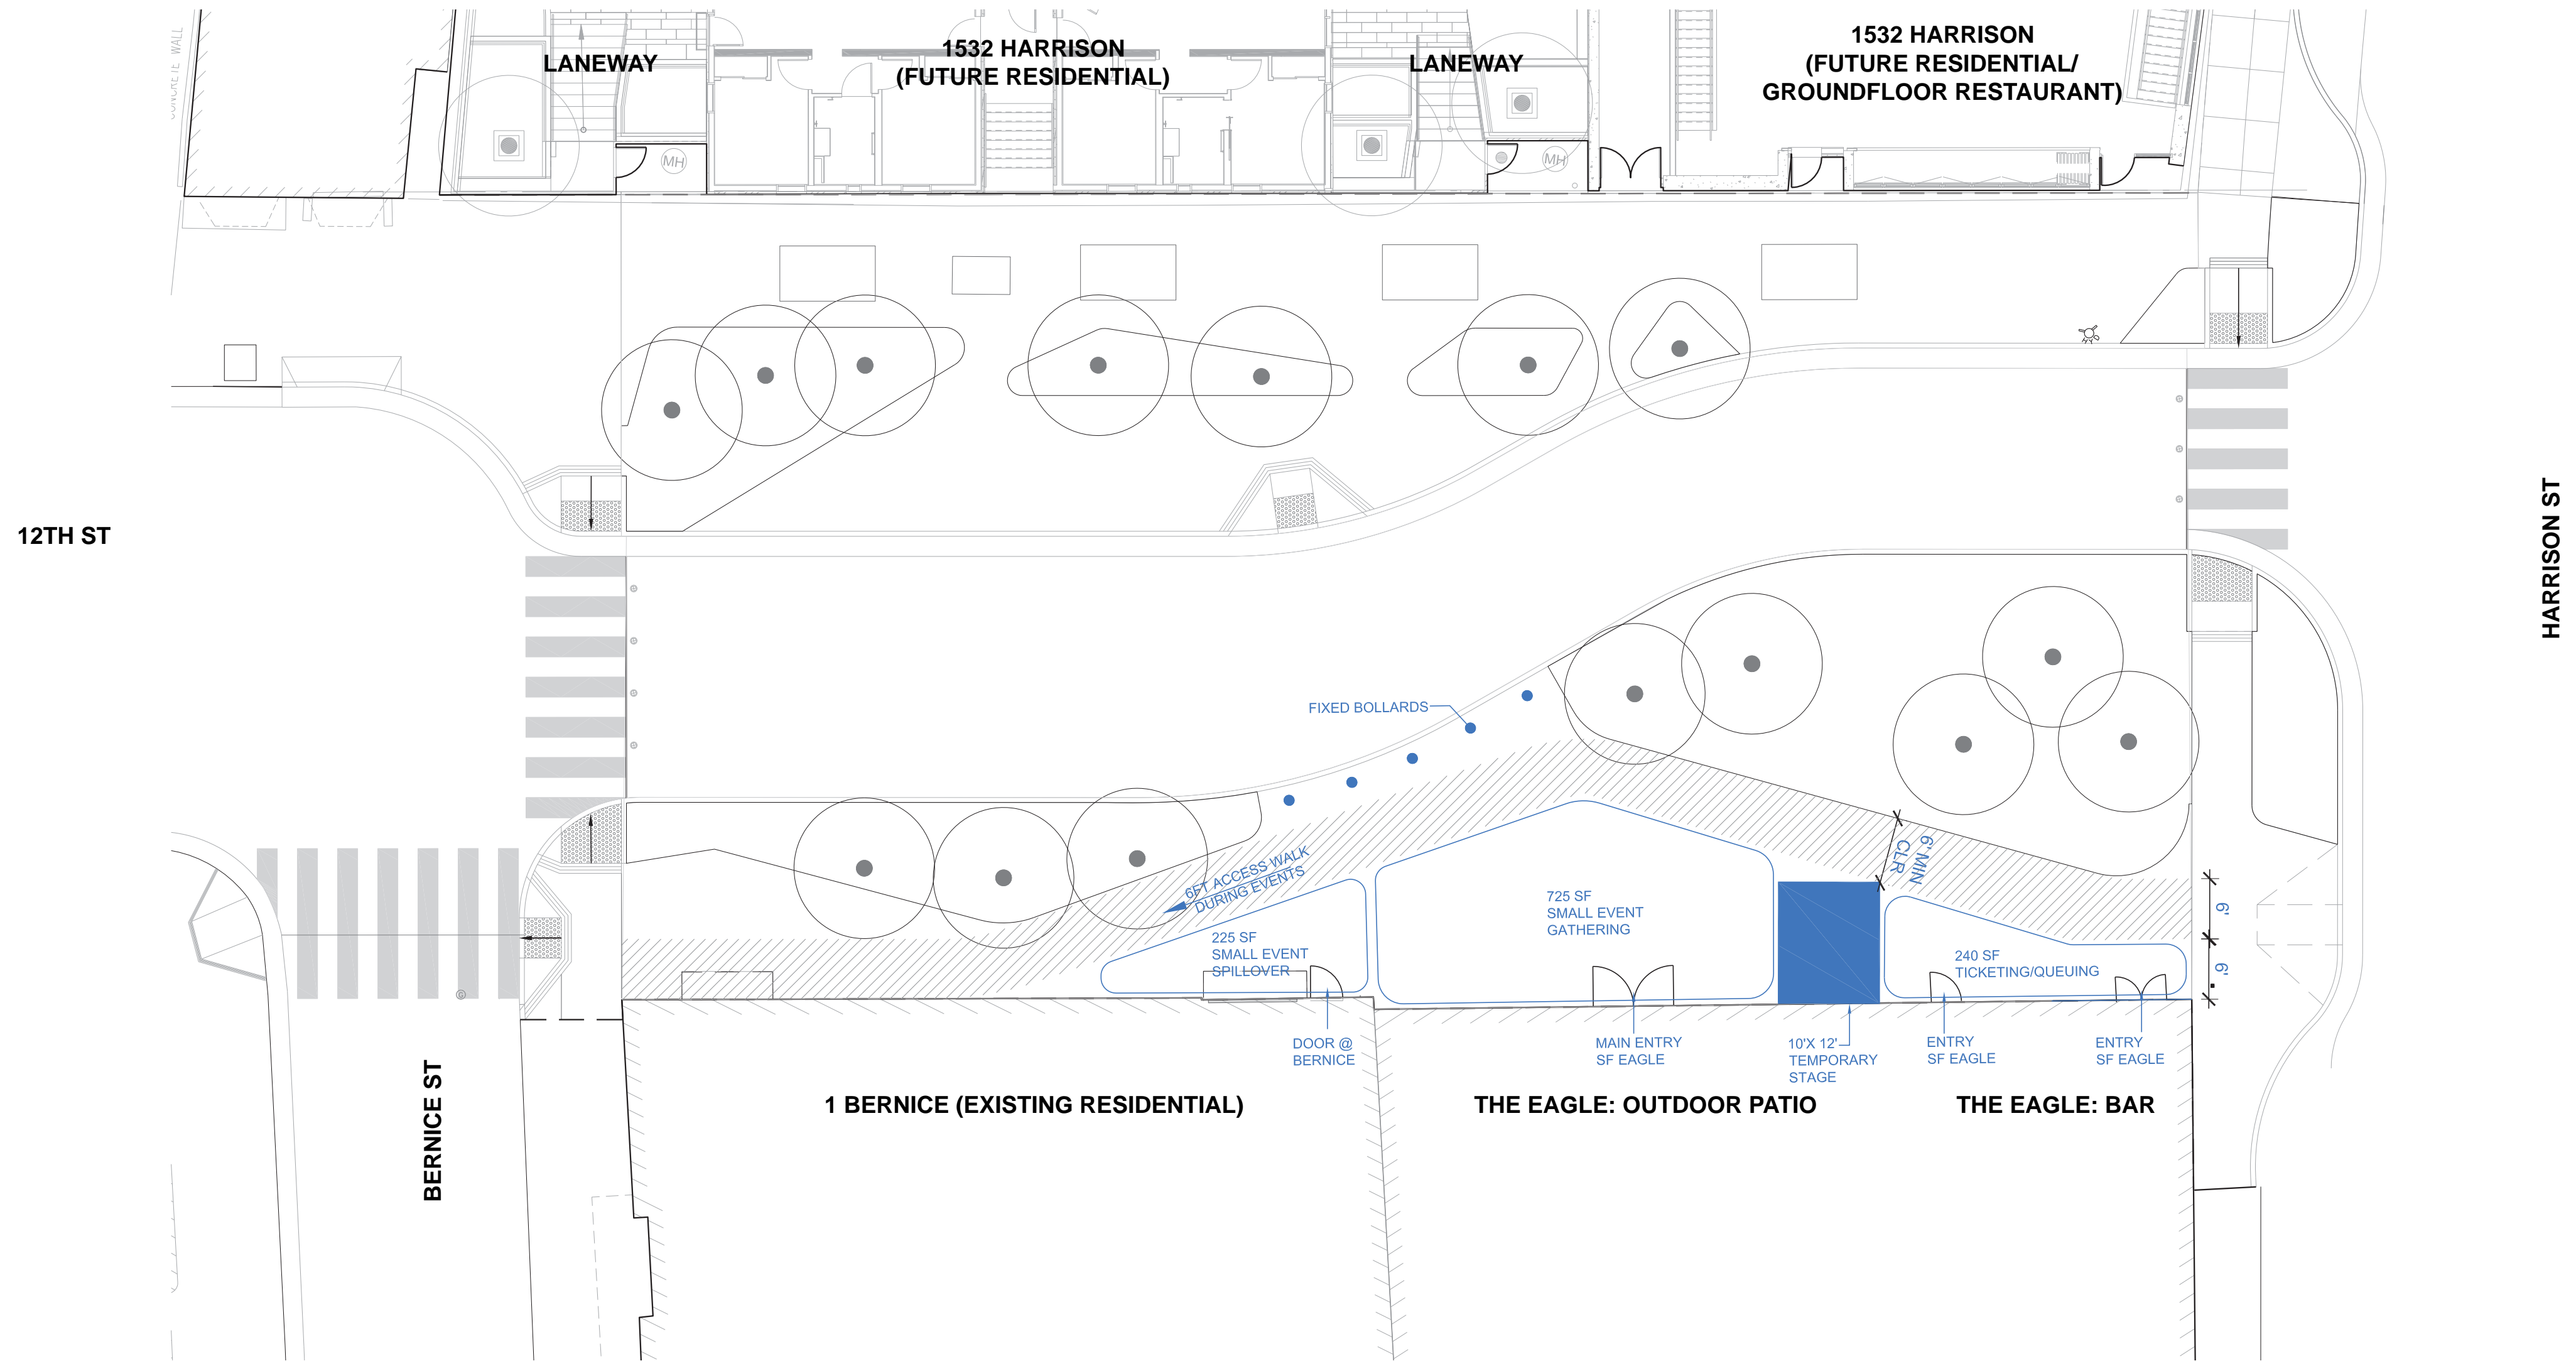 CONCRETE WALL
LANEWAY
1532 HARRISON
(FUTURE RESIDENTIAL)
LANEWAY
1532 HARRISON
(FUTURE RESIDENTIAL/
GROUNDFLOOR RESTAURANT)
MH
MH
12TH ST
HARRISON ST
FIXED BOLLARDS
6' MIN
CLR
6FT ACCESS WALK
DURING EVENTS
725 SF
SMALL EVENT
GATHERING
225 SF
SMALL EVENT
SPILLOVER
240 SF
TICKETING/QUEUING
6'
6'
DOOR @
BERNICE
MAIN ENTRY
SF EAGLE
10'X 12'
TEMPORARY
STAGE
ENTRY
SF EAGLE
ENTRY
SF EAGLE
BERNICE ST
1 BERNICE (EXISTING RESIDENTIAL)
THE EAGLE: OUTDOOR PATIO
THE EAGLE: BAR